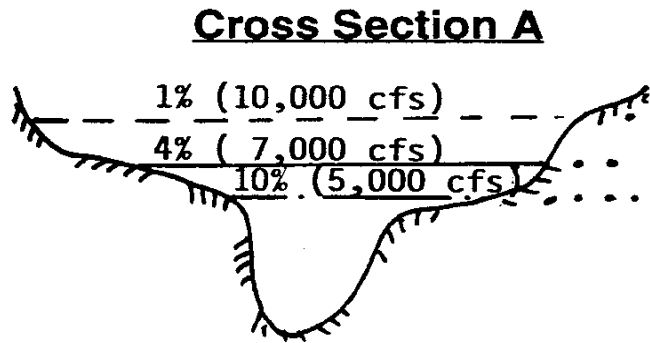 Cross Section A
1% (10,000 cfs)
4% ( 7,000 cfs)
10% (5,000 cfs)